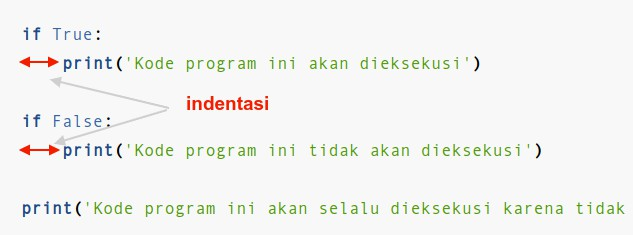 if True:
print('Kode program ini akan dieksekusi')
indentasi
if False:
print('Kode program ini tidak akan dieksekusi')
print('Kode program ini akan selalu dieksekusi karena tidak